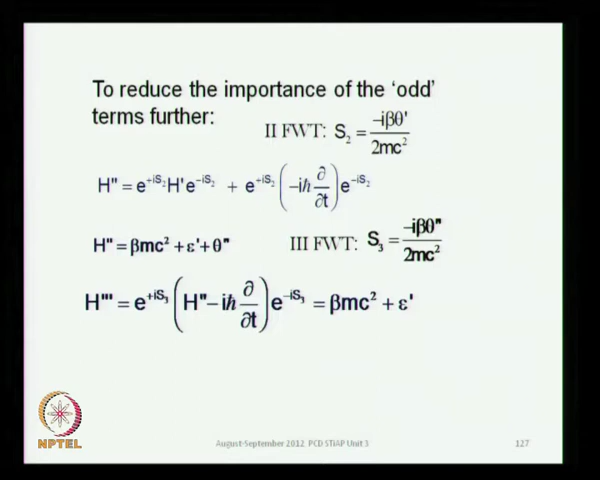 To reduce the importance of the 'odd'
terms further:
II FWT: S₂ = −iβθ' / 2mc²
H" = e^{+iS₂}H'e^{−iS₂} + e^{+iS₂}(−iℏ ∂/∂t)e^{−iS₂}
H" = βmc² + ε' + θ"
III FWT: S₃ = −iβθ" / 2mc²
H''' = e^{+iS₃}(H" − iℏ ∂/∂t)e^{−iS₃} = βmc² + ε'
NPTEL
August-September 2012 PCD STiAP Unit 3
127